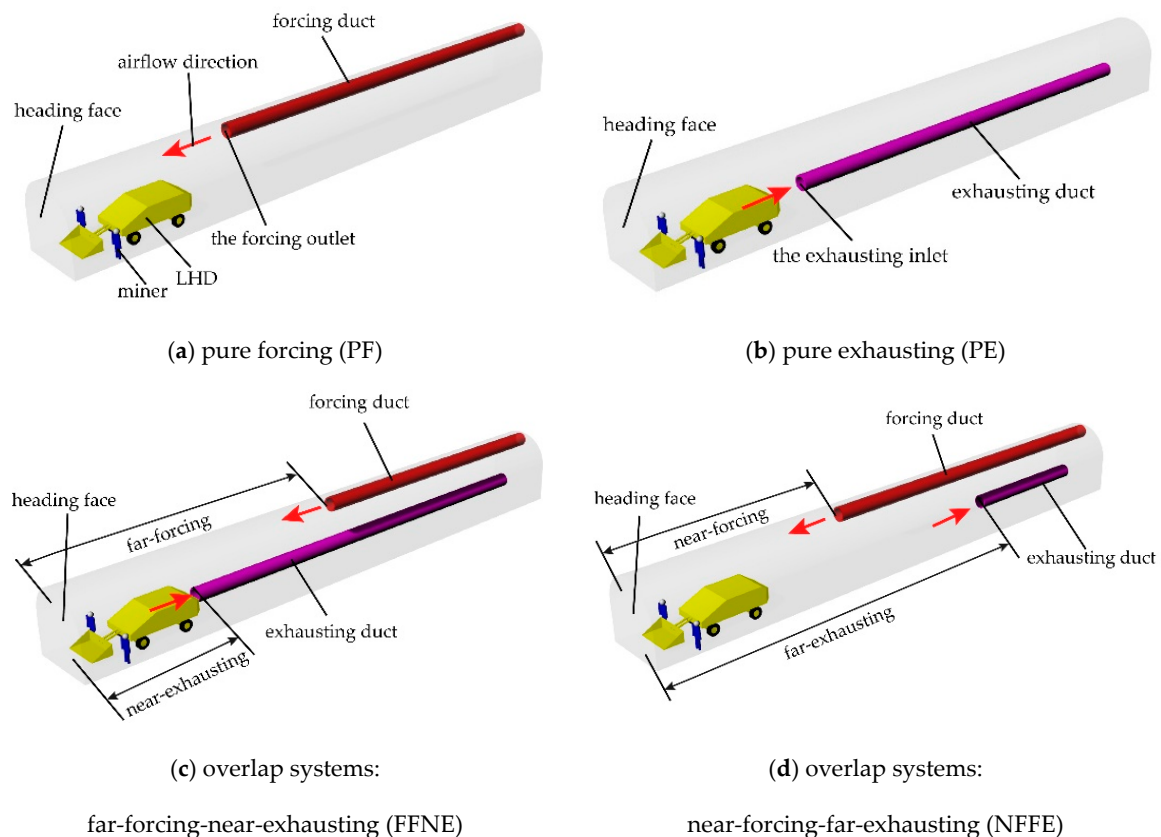 forcing duct
airflow direction
heading face
the forcing outlet
LHD
miner
(a) pure forcing (PF)
heading face
exhausting duct
the exhausting inlet
(b) pure exhausting (PE)
forcing duct
heading face
far-forcing
exhausting duct
near-exhausting
(c) overlap systems:
far-forcing-near-exhausting (FFNE)
forcing duct
heading face
near-forcing
exhausting duct
far-exhausting
(d) overlap systems:
near-forcing-far-exhausting (NFFE)